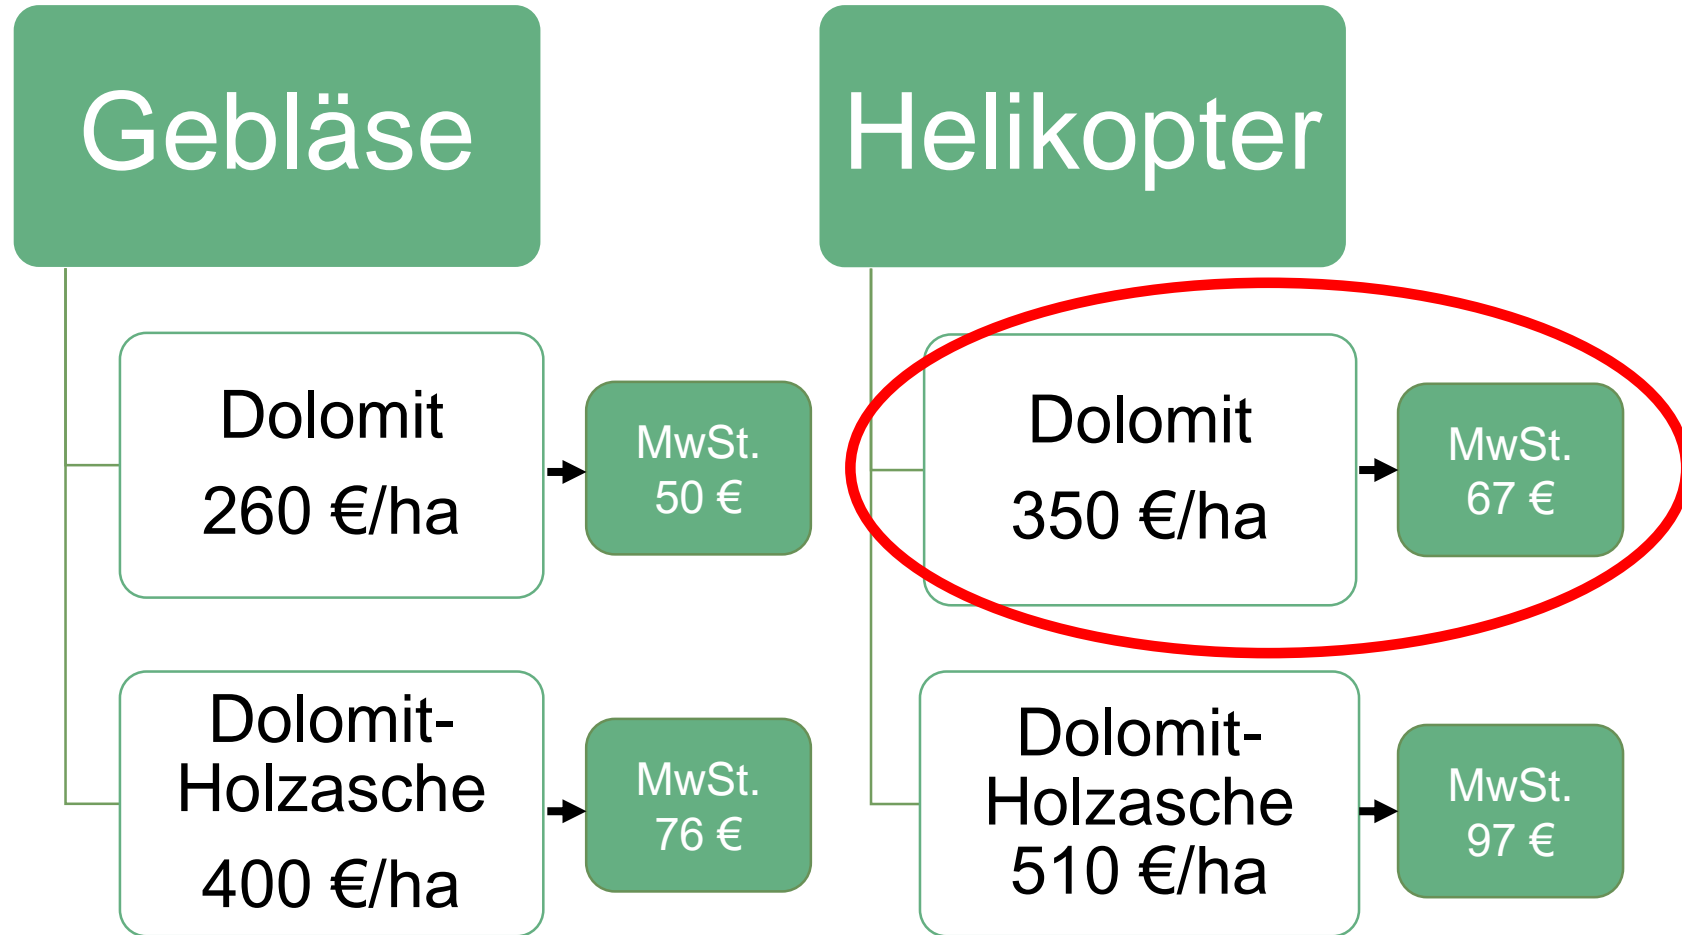 Gebläse
Dolomit
260 €/ha
MwSt.
50 €
Dolomit-
Holzasche
400 €/ha
MwSt.
76 €
Helikopter
Dolomit
350 €/ha
MwSt.
67 €
Dolomit-
Holzasche
510 €/ha
MwSt.
97 €